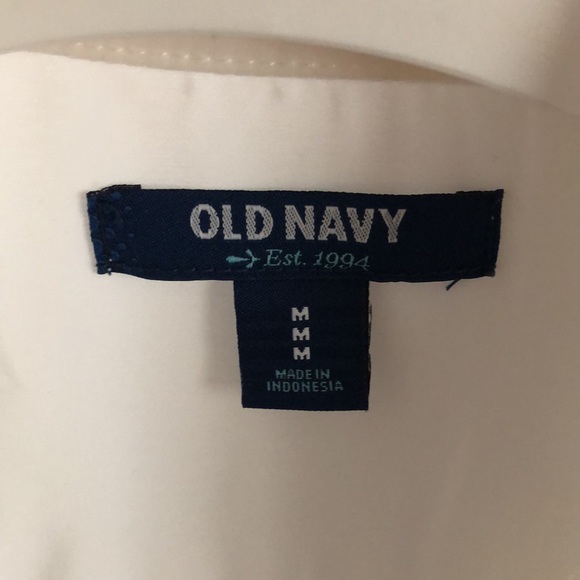 OLD NAVY
Est. 1994
M
M
M
MADE IN
INDONESIA